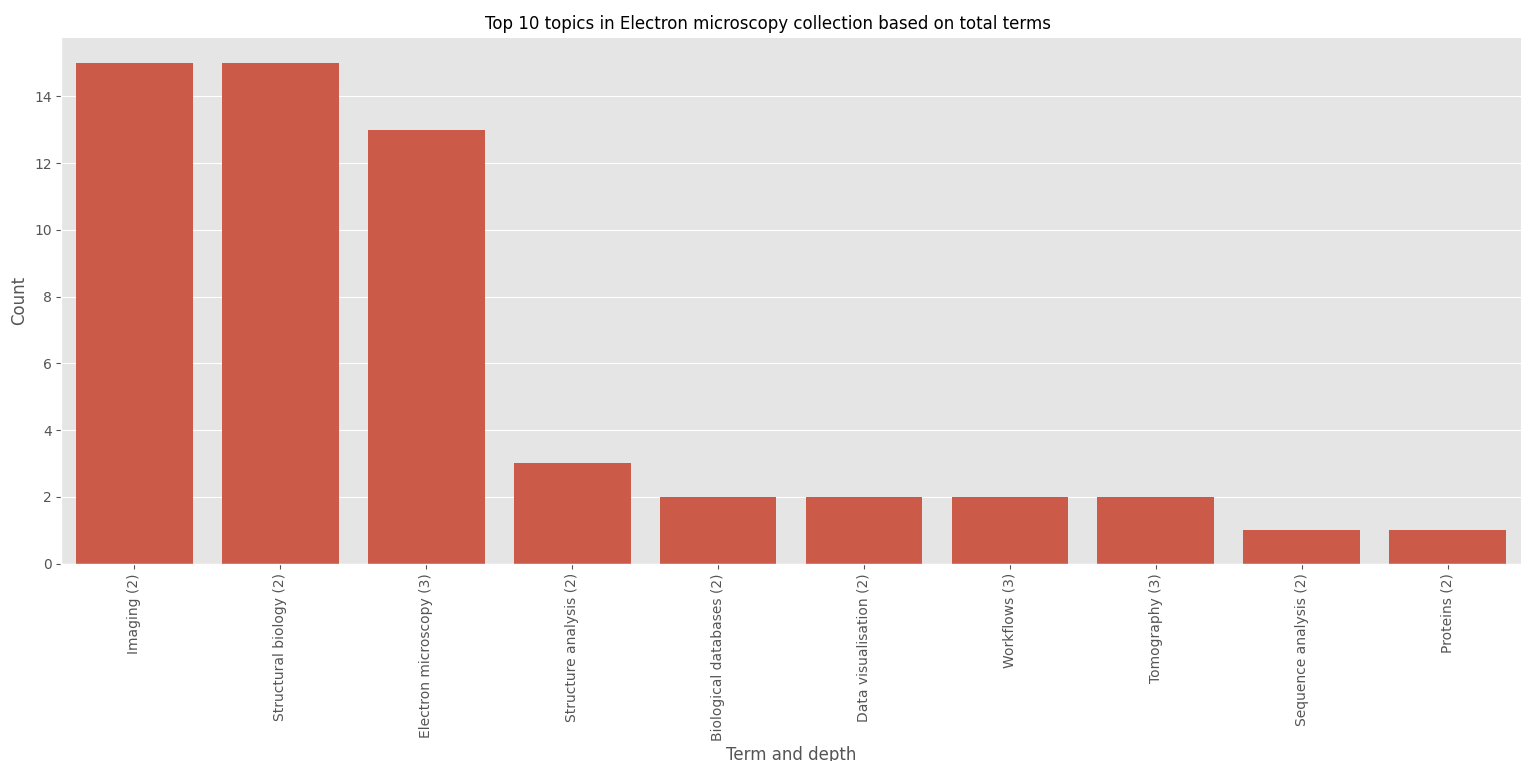 Top 10 topics in Electron microscopy collection based on total terms
Count
14
12
10
8
6
4
2
0
Imaging (2)
Structural biology (2)
Electron microscopy (3)
Structure analysis (2)
Biological databases (2)
Data visualisation (2)
Workflows (3)
Tomography (3)
Sequence analysis (2)
Proteins (2)
Term and depth